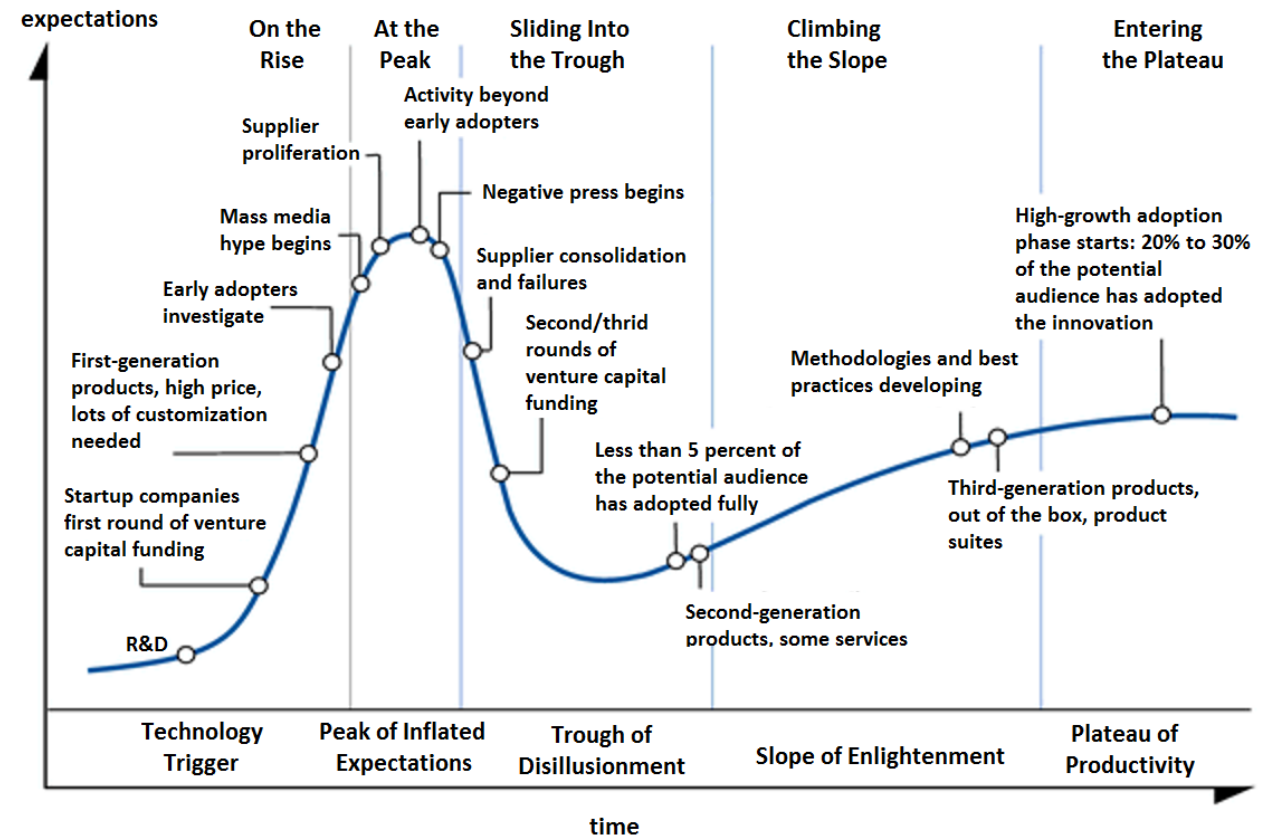 expectations
On the
Rise
At the
Peak
Sliding Into
the Trough
Climbing
the Slope
Entering
the Plateau
Activity beyond
early adopters
Supplier
proliferation
Negative press begins
Mass media
hype begins
Supplier consolidation
and failures
Early adopters
investigate
Second/thrid
rounds of
venture capital
funding
First-generation
products, high price,
lots of customization
needed
High-growth adoption
phase starts: 20% to 30%
of the potential
audience has adopted
the innovation
Methodologies and best
practices developing
Less than 5 percent of
the potential audience
has adopted fully
Startup companies
first round of venture
capital funding
Third-generation products,
out of the box, product
suites
Second-generation
products, some services
R&D
Technology
Trigger
Peak of Inflated
Expectations
Trough of
Disillusionment
Slope of Enlightenment
Plateau of
Productivity
time